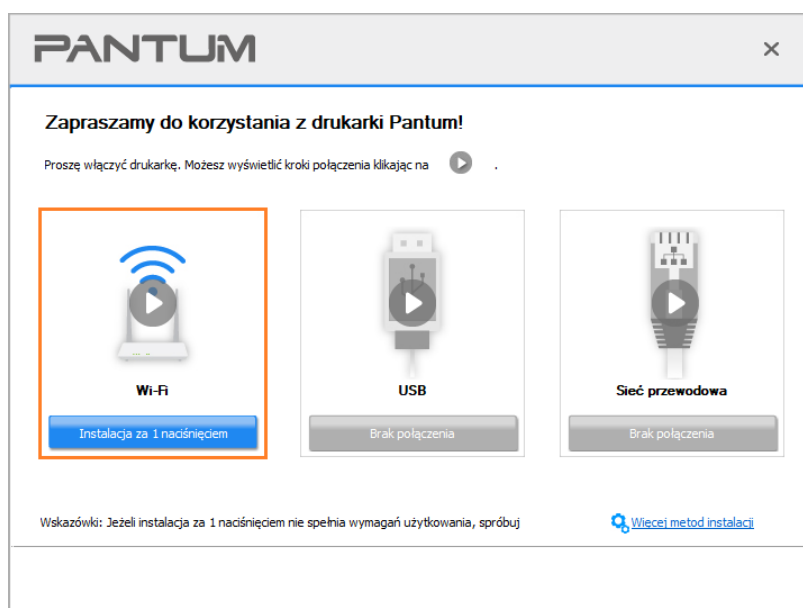 PANTUM
Zapraszamy do korzystania z drukarki Pantum!
Proszę włączyć drukarkę. Możesz wyświetlić kroki połączenia klikając na .
Wi-Fi
Instalacja za 1 naciśnięciem
USB
Brak połączenia
Sieć przewodowa
Brak połączenia
Wskazówki: Jeżeli instalacja za 1 naciśnięciem nie spełnia wymagań użytkowania, spróbuj
Więcej metod instalacji